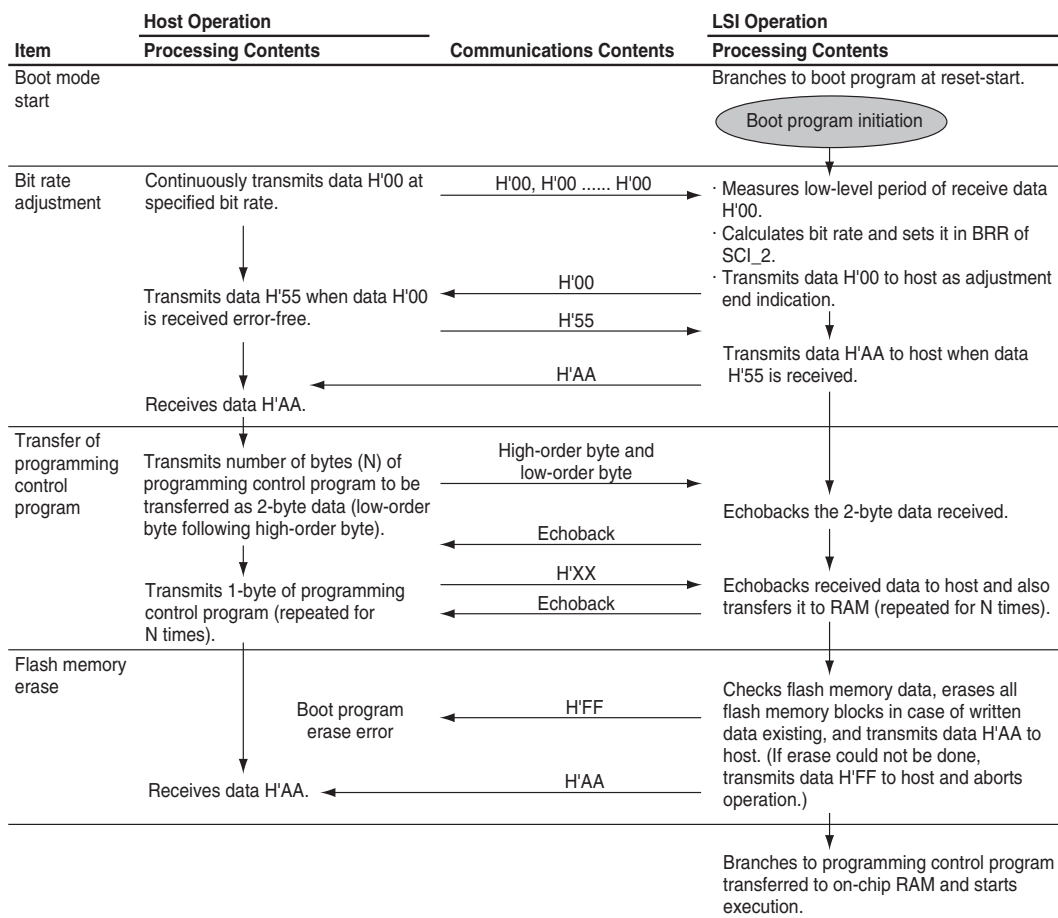 Host Operation
LSI Operation
Item
Processing Contents
Communications Contents
Processing Contents
Boot mode
start
Branches to boot program at reset-start.
Boot program initiation
Bit rate
adjustment
Continuously transmits data H'00 at
specified bit rate.
H'00, H'00 ...... H'00
· Measures low-level period of receive data
H'00.
· Calculates bit rate and sets it in BRR of
SCI_2.
· Transmits data H'00 to host as adjustment
end indication.
H'00
Transmits data H'55 when data H'00
is received error-free.
H'55
Transmits data H'AA to host when data
H'55 is received.
H'AA
Receives data H'AA.
Transfer of
programming
control
program
Transmits number of bytes (N) of
programming control program to be
transferred as 2-byte data (low-order
byte following high-order byte).
High-order byte and
low-order byte
Echobacks the 2-byte data received.
Echoback
Transmits 1-byte of programming
control program (repeated for
N times).
H'XX
Echoback
Echobacks received data to host and also
transfers it to RAM (repeated for N times).
Flash memory
erase
Boot program
erase error
H'FF
Checks flash memory data, erases all
flash memory blocks in case of written
data existing, and transmits data H'AA to
host. (If erase could not be done,
transmits data H'FF to host and aborts
operation.)
H'AA
Receives data H'AA.
Branches to programming control program
transferred to on-chip RAM and starts
execution.